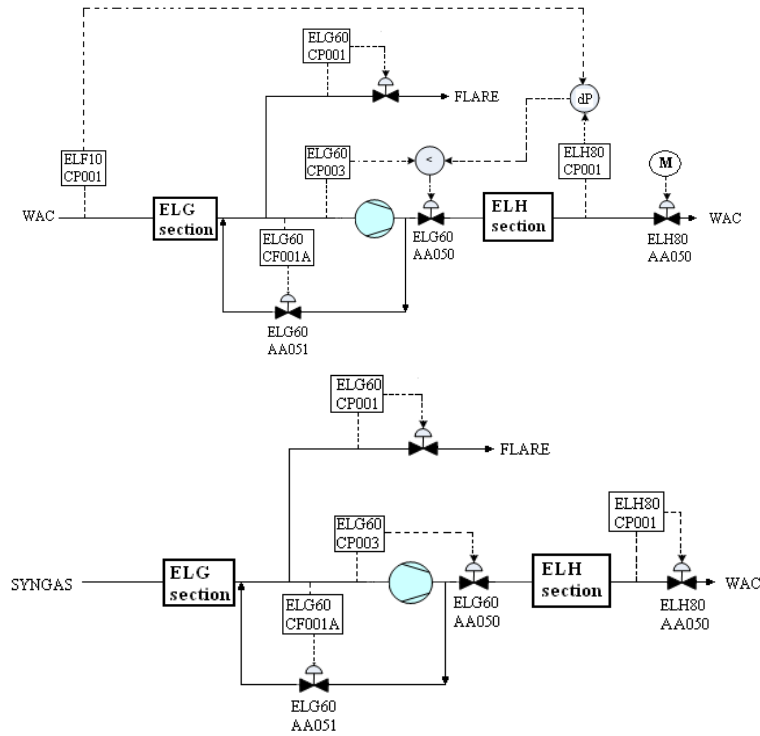 ELG60
CP001
FLARE
dP
ELF10
CP001
ELG60
CP003
<
ELH80
CP001
M
WAC
ELG
section
ELG60
CF001A
ELG60
AA050
ELH
section
ELH80
AA050
WAC
ELG60
AA051
ELG60
CP001
FLARE
ELG60
CP003
ELH80
CP001
SYNGAS
ELG
section
ELG60
CF001A
ELG60
AA050
ELH
section
ELH80
AA050
WAC
ELG60
AA051